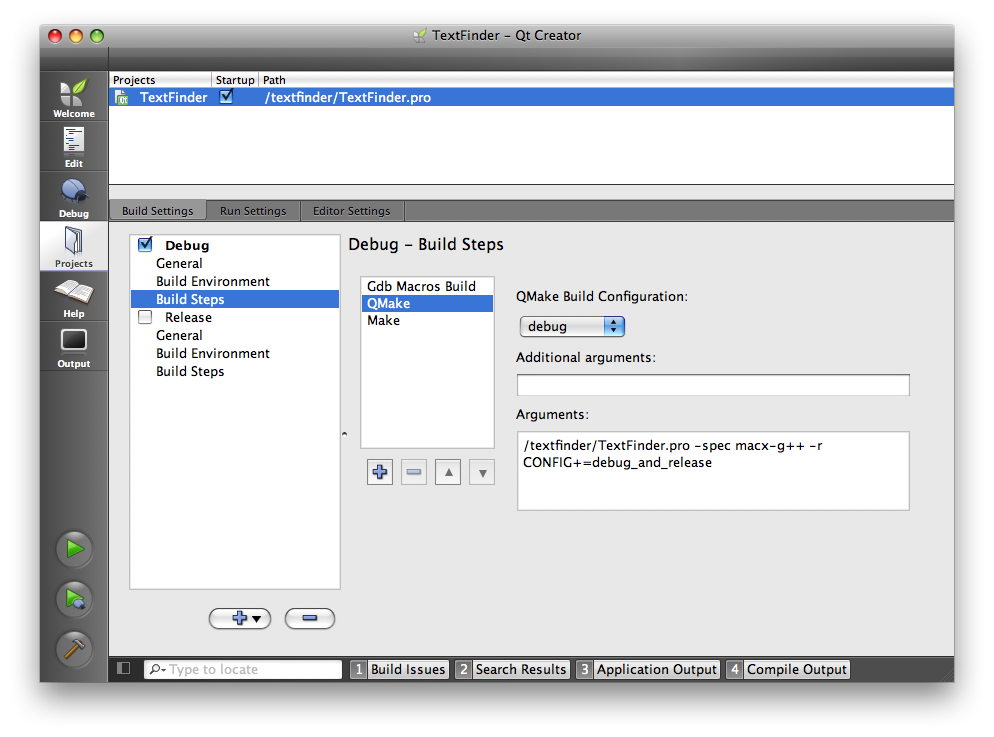 TextFinder – Qt Creator
Projects Startup Path
TextFinder /textfinder/TextFinder.pro
Welcome
Edit
Debug
Projects
Help
Output
Build Settings Run Settings Editor Settings
Debug
General
Build Environment
Build Steps
Release
General
Build Environment
Build Steps
Debug – Build Steps
Gdb Macros Build
QMake
Make
QMake Build Configuration:
debug
Additional arguments:
Arguments:
/textfinder/TextFinder.pro -spec macx-g++ -r
CONFIG+=debug_and_release
Type to locate
1 Build Issues 2 Search Results 3 Application Output 4 Compile Output